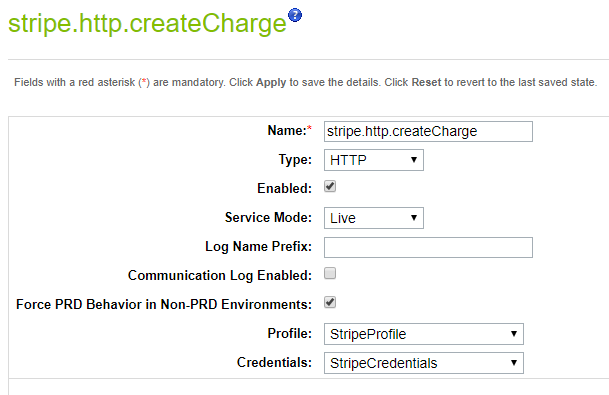 stripe.http.createCharge?
Fields with a red asterisk (*) are mandatory. Click Apply to save the details. Click Reset to revert to the last saved state.
Name:* stripe.http.createCharge
Type: HTTP
Enabled:
Service Mode: Live
Log Name Prefix:
Communication Log Enabled:
Force PRD Behavior in Non-PRD Environments:
Profile: StripeProfile
Credentials: StripeCredentials